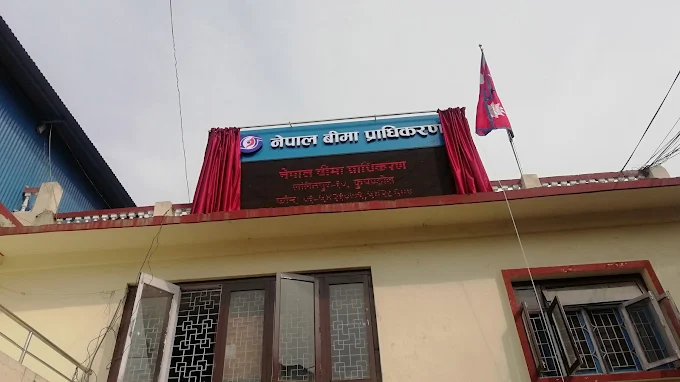 नेपाल बीमा प्राधिकरण
नेपाल बीमा प्राधिकरण
ललितपुर-१०, कुपण्डोल
फोन: